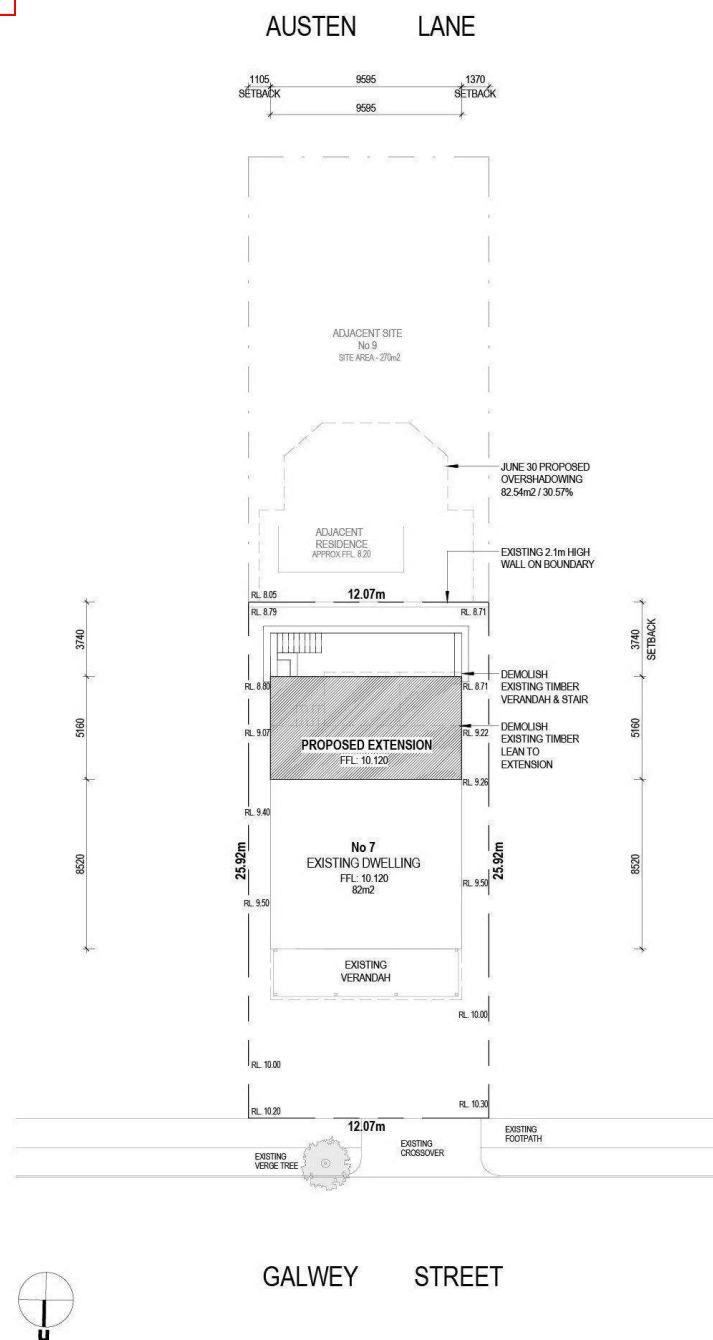 AUSTEN LANE
1105 9595 1370
SETBACK SETBACK
9595
ADJACENT SITE
No 9
SITE AREA - 270m2
JUNE 30 PROPOSED
OVERSHADOWING
82.54m2 / 30.57%
ADJACENT
RESIDENCE
APPROX FFL. 8.20
EXISTING 2.1m HIGH
WALL ON BOUNDARY
RL. 8.05 12.07m
RL. 8.79 RL. 8.71
3740 3740 SETBACK
DEMOLISH
EXISTING TIMBER
VERANDAH & STAIR
RL. 8.80 RL. 8.71
DEMOLISH
EXISTING TIMBER
LEAN TO
EXTENSION
RL. 9.07 RL. 9.22
5160 5160
PROPOSED EXTENSION
FFL: 10.120
RL. 9.26
RL. 9.40
No 7
EXISTING DWELLING
FFL: 10.120
82m2
25.92m 25.92m
8520 8520
RL. 9.50
RL. 9.50
EXISTING
VERANDAH
RL. 10.00
RL. 10.00
RL. 10.20 RL. 10.30
12.07m
EXISTING
FOOTPATH
EXISTING
CROSSOVER
EXISTING
VERGE TREE
GALWEY STREET
N